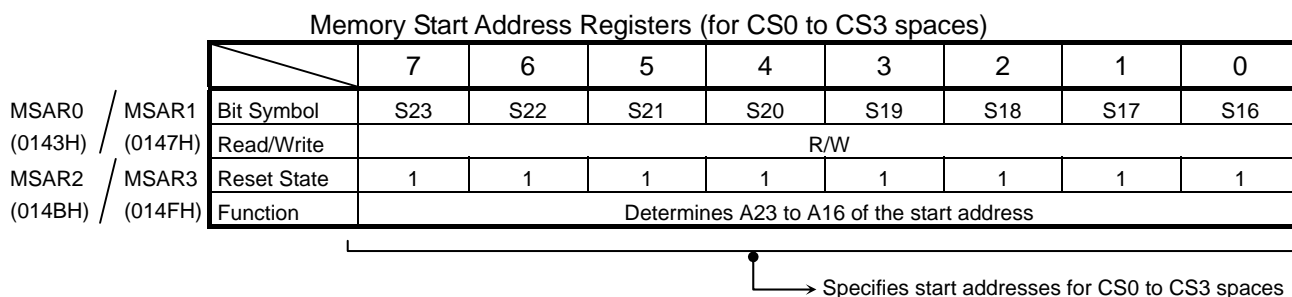 Memory Start Address Registers (for CS0 to CS3 spaces)
7 6 5 4 3 2 1 0
MSAR0 / MSAR1 Bit Symbol S23 S22 S21 S20 S19 S18 S17 S16
(0143H) / (0147H) Read/Write R/W
MSAR2 / MSAR3 Reset State 1 1 1 1 1 1 1 1
(014BH) / (014FH) Function Determines A23 to A16 of the start address
Specifies start addresses for CS0 to CS3 spaces